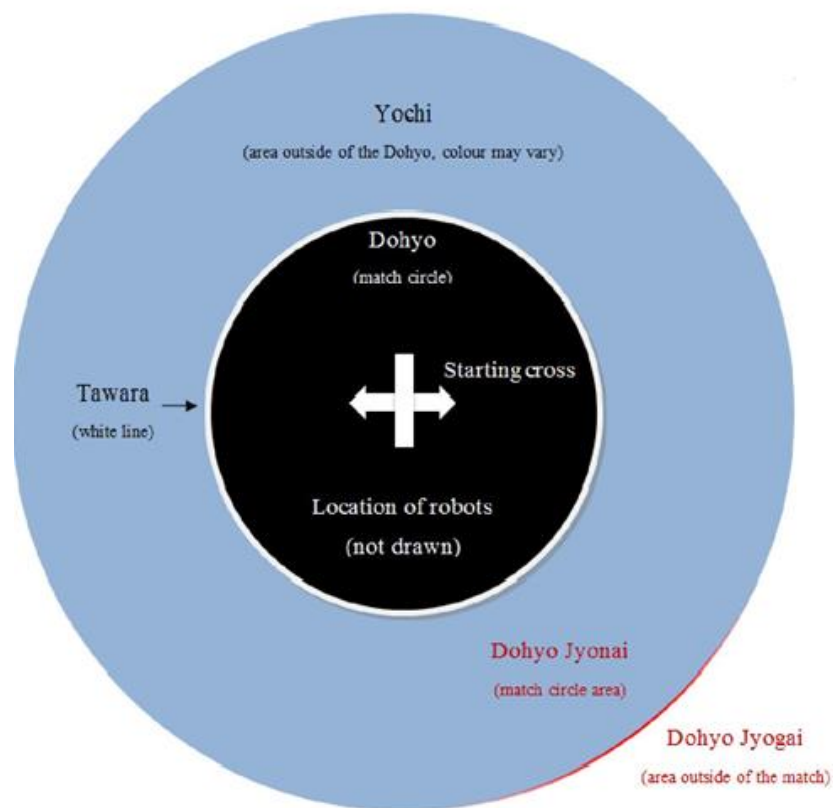 Yochi
(area outside of the Dohyo, colour may vary)
Dohyo
(match circle)
Starting cross
Tawara
(white line)
Location of robots
(not drawn)
Dohyo Jyonai
(match circle area)
Dohyo Jyogai
(area outside of the match)